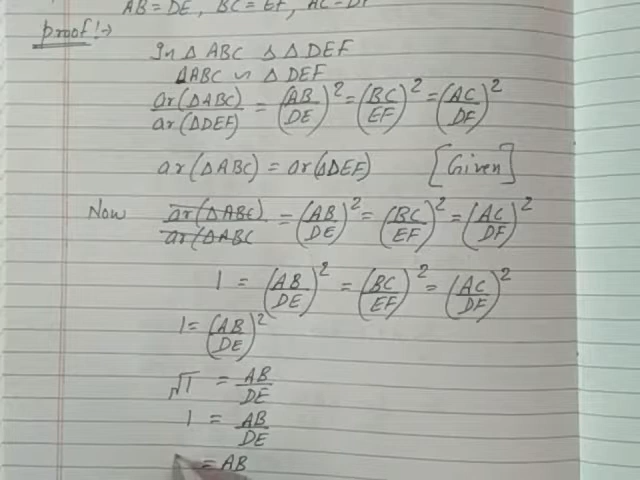 AB = DE, BC = EF, AC = DF
Proof :→
In Δ ABC & Δ DEF
ΔABC ~ Δ DEF
ar(ΔABC)/ar(ΔDEF) = (AB/DE)² = (BC/EF)² = (AC/DF)²
ar(ΔABC) = ar(ΔDEF) [Given]
Now ar(ΔABC)/ar(ΔABC = (AB/DE)² = (BC/EF)² = (AC/DF)²
1 = (AB/DE)² = (BC/EF)² = (AC/DF)²
1 = (AB/DE)²
√1 = AB/DE
1 = AB/DE
= AB